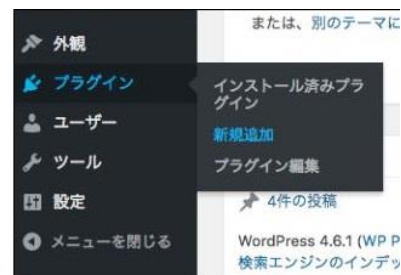 または、別のテーマに
外観
プラグイン
インストール済みプラ
グイン
ユーザー
新規追加
ツール
プラグイン編集
設定
4件の投稿
メニューを閉じる
WordPress 4.6.1 (WP P
検索エンジンのインデッ